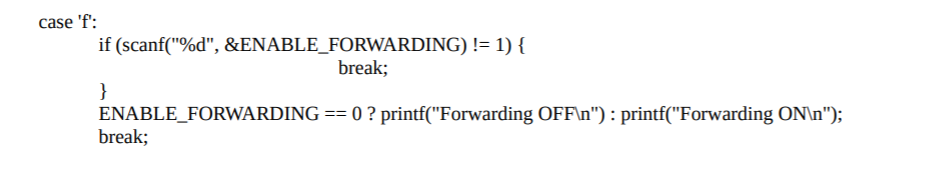 case 'f':
if (scanf("%d", &ENABLE_FORWARDING) != 1) {
break;
}
ENABLE_FORWARDING == 0 ? printf("Forwarding OFF\n") : printf("Forwarding ON\n");
break;